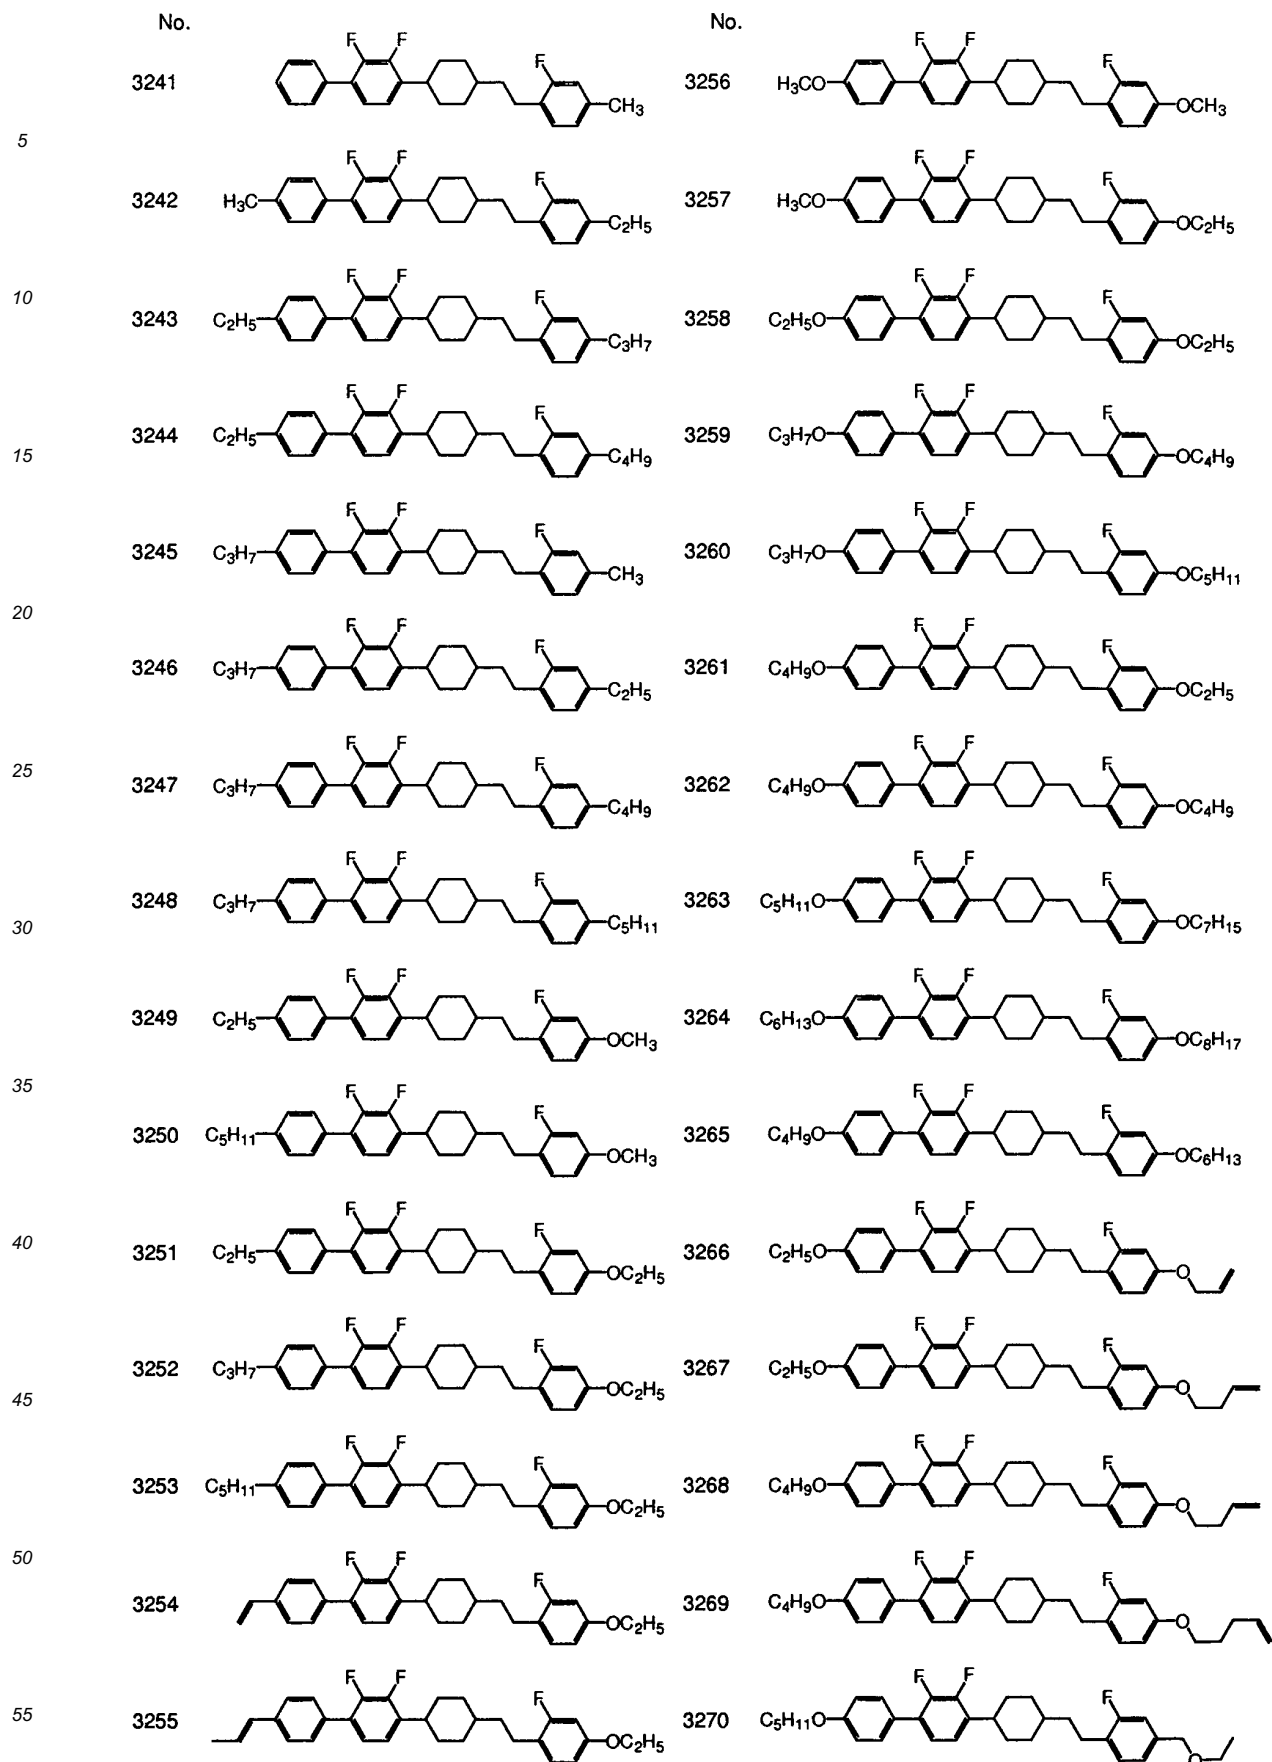 No. No.
F F F F F F
3241 CH3 3256 H3CO OCH3
5
F F F F F F
3242 H3C C2H5 3257 H3CO OC2H5
F F F F F F
10
3243 C2H5 C3H7 3258 C2H5O OC2H5
F F F F F F
3244 C2H5 C4H9 3259 C3H7O OC4H9
15
F F F F F F
3245 C3H7 CH3 3260 C3H7O OC5H11
20
F F F F F F
3246 C3H7 C2H5 3261 C4H9O OC2H5
F F F F F F
25
3247 C3H7 C4H9 3262 C4H9O OC4H9
F F F F F F
3248 C3H7 C5H11 3263 C5H11O OC7H15
30
F F F F F F
3249 C2H5 OCH3 3264 C6H13O OC8H17
35
F F F F F F
3250 C5H11 OCH3 3265 C4H9O OC6H13
F F F F F F
40
3251 C2H5 OC2H5 3266 C2H5O O
F F F F F F
3252 C3H7 OC2H5 3267 C2H5O O
45
F F F F F F
3253 C5H11 OC2H5 3268 C4H9O O
50
F F F F F F
3254 OC2H5 3269 C4H9O O
F F F F F F
55
3255 OC2H5 3270 C5H11O O